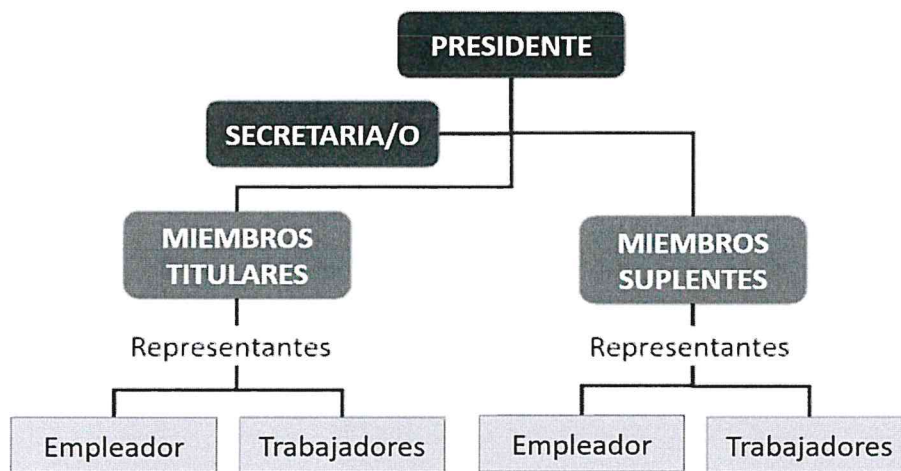 PRESIDENTE
SECRETARIA/O
MIEMBROS
TITULARES
MIEMBROS
SUPLENTES
Representantes
Representantes
Empleador
Trabajadores
Empleador
Trabajadores